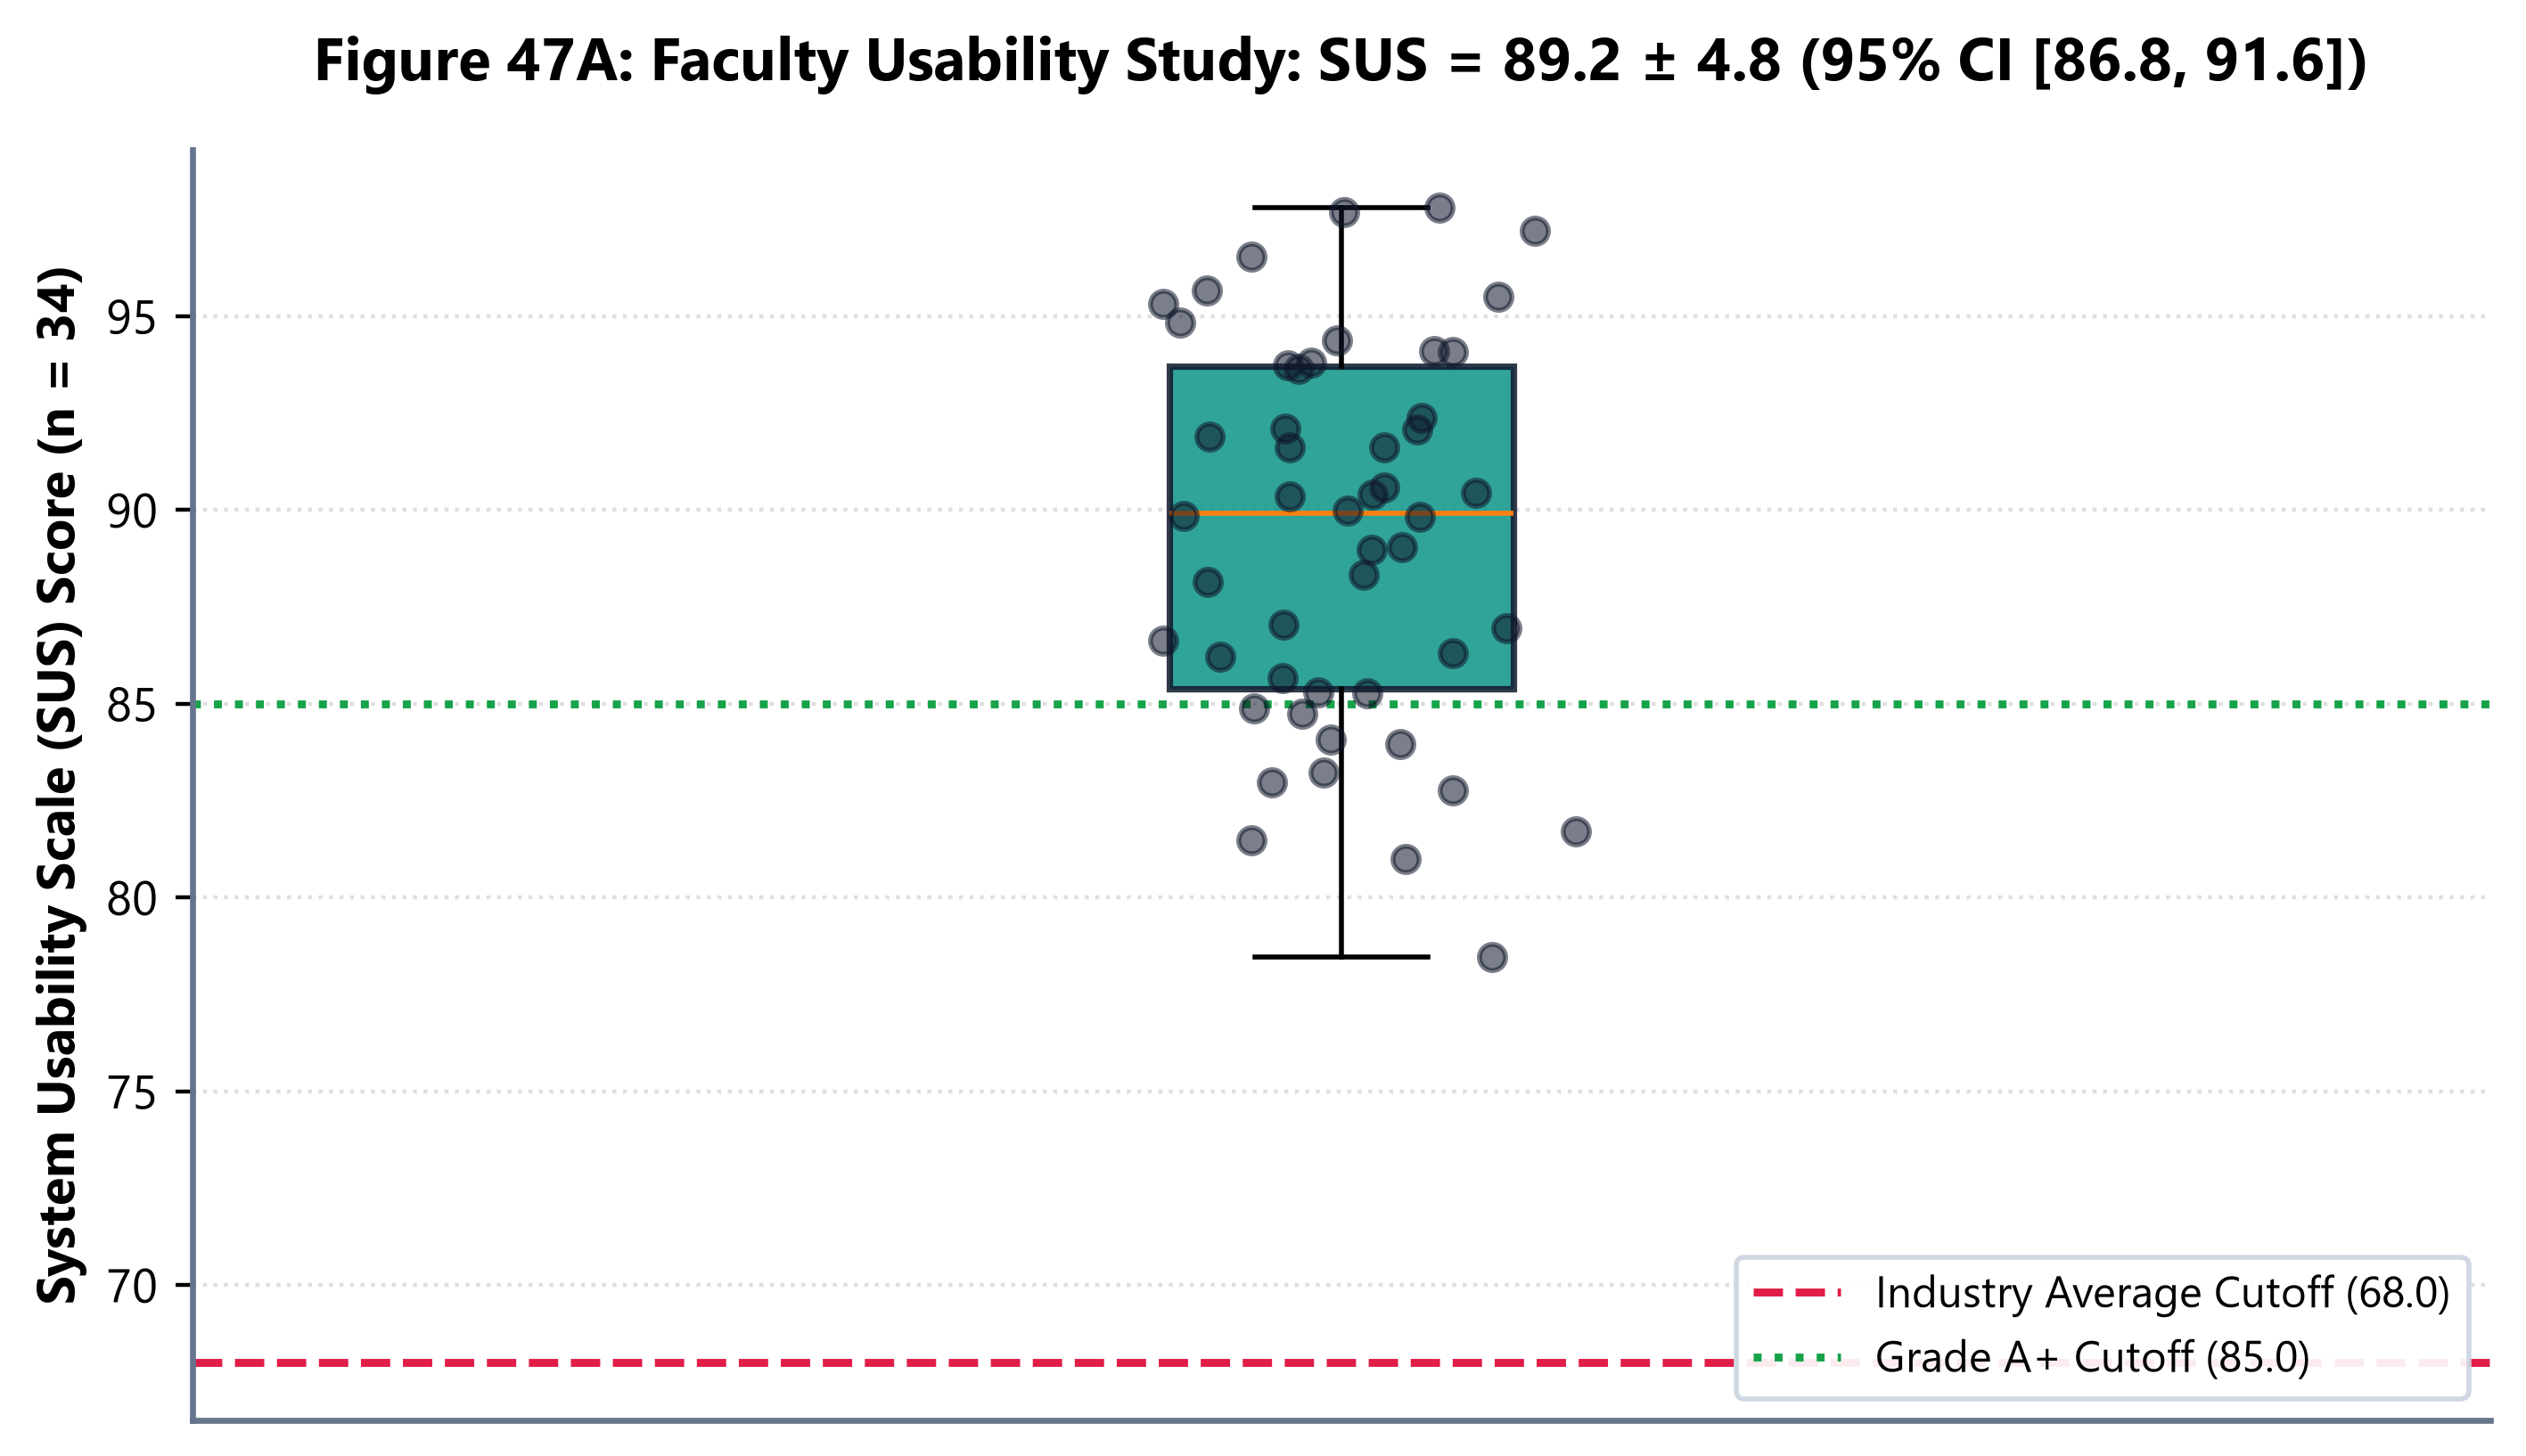 Figure 47A: Faculty Usability Study: SUS = 89.2 ± 4.8 (95% CI [86.8, 91.6])
System Usability Scale (SUS) Score (n = 34)
95
90
85
80
75
70
Industry Average Cutoff (68.0)
Grade A+ Cutoff (85.0)